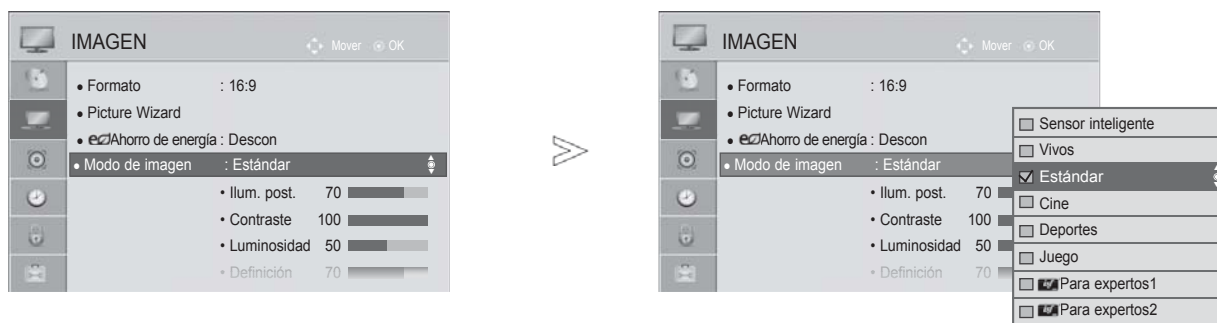 IMAGEN
Mover OK
• Formato : 16:9
• Picture Wizard
• eco Ahorro de energía : Descon
• Modo de imagen : Estándar
• Ilum. post. 70
• Contraste 100
• Luminosidad 50
• Definición 70
IMAGEN
Mover OK
• Formato : 16:9
• Picture Wizard
• eco Ahorro de energía : Descon
• Modo de imagen : Estándar
• Ilum. post. 70
• Contraste 100
• Luminosidad 50
• Definición 70
Sensor inteligente
Vivos
Estándar
Cine
Deportes
Juego
Para expertos1
Para expertos2